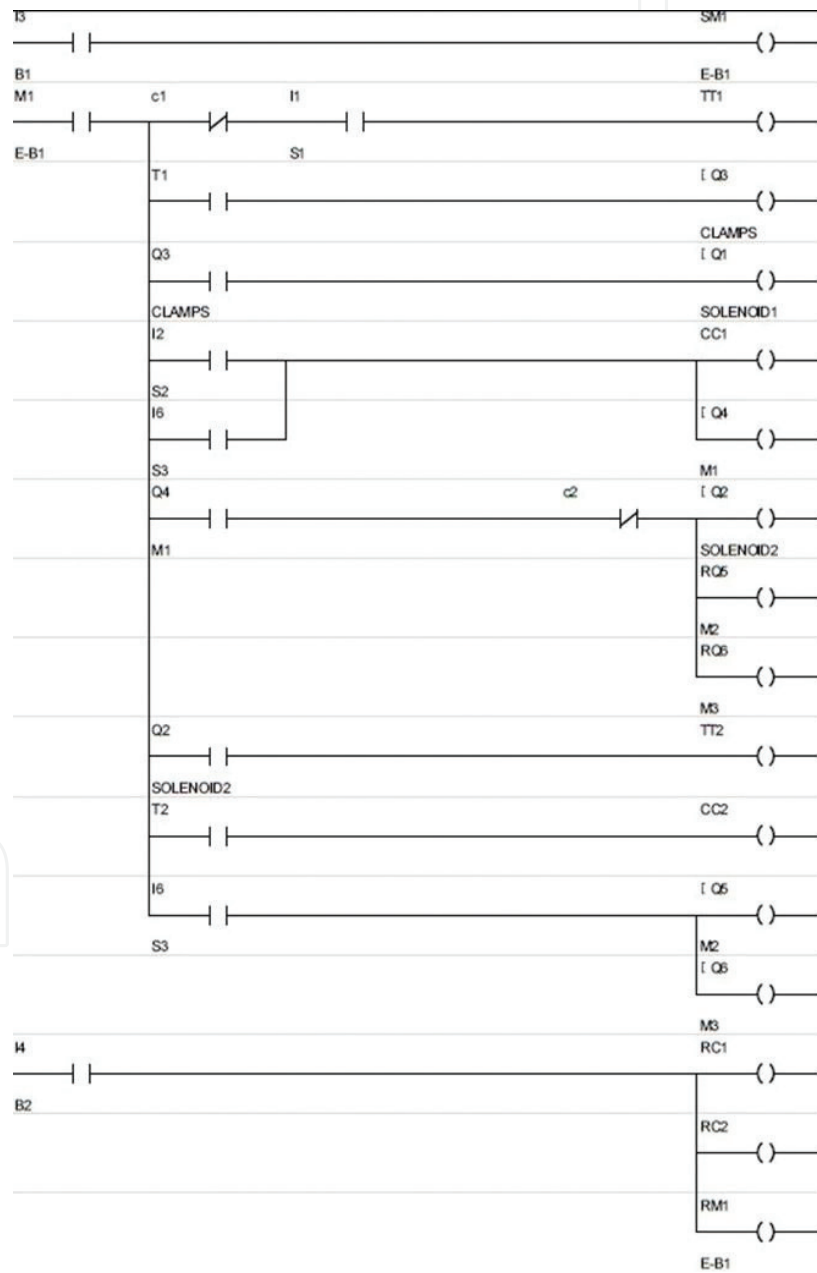 I3 SM1
B1 E-B1
M1 c1 I1 TT1
E-B1 S1
T1 [ Q3
CLAMPS
Q3 [ Q1
CLAMPS SOLENOID1
I2 CC1
S2
I6 [ Q4
S3 M1
Q4 c2 [ Q2
M1 SOLENOID2
RQ5
M2
RQ6
M3
Q2 TT2
SOLENOID2
T2 CC2
I6 [ Q5
S3 M2
[ Q6
M3
I4 RC1
B2
RC2
RM1
E-B1